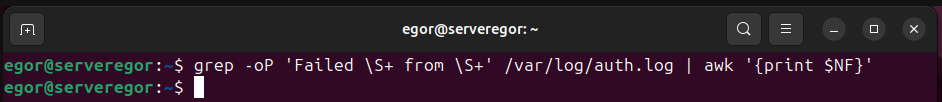 egor@serveregor: ~
egor@serveregor:~$ grep -oP 'Failed \S+ from \S+' /var/log/auth.log | awk '{print $NF}'
egor@serveregor:~$